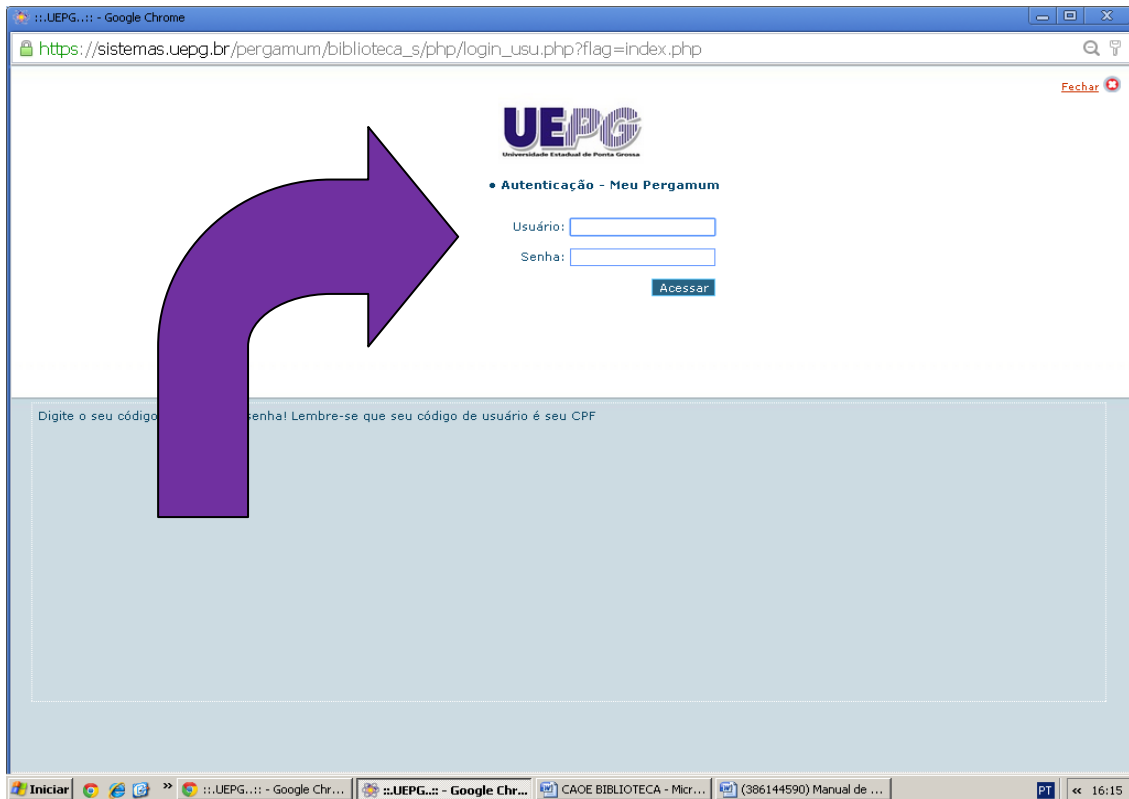 ::.UEPG..:: - Google Chrome
https://sistemas.uepg.br/pergamum/biblioteca_s/php/login_usu.php?flag=index.php
Fechar
UEPG
Universidade Estadual de Ponta Grossa
• Autenticação - Meu Pergamum
Usuário:
Senha:
Acessar
Digite o seu código senha! Lembre-se que seu código de usuário é seu CPF
Iniciar » ::.UEPG..:: - Google Chr... ::.UEPG..:: - Google Chr... CAOE BIBLIOTECA - Micr... (386144590) Manual de ... PT « 16:15